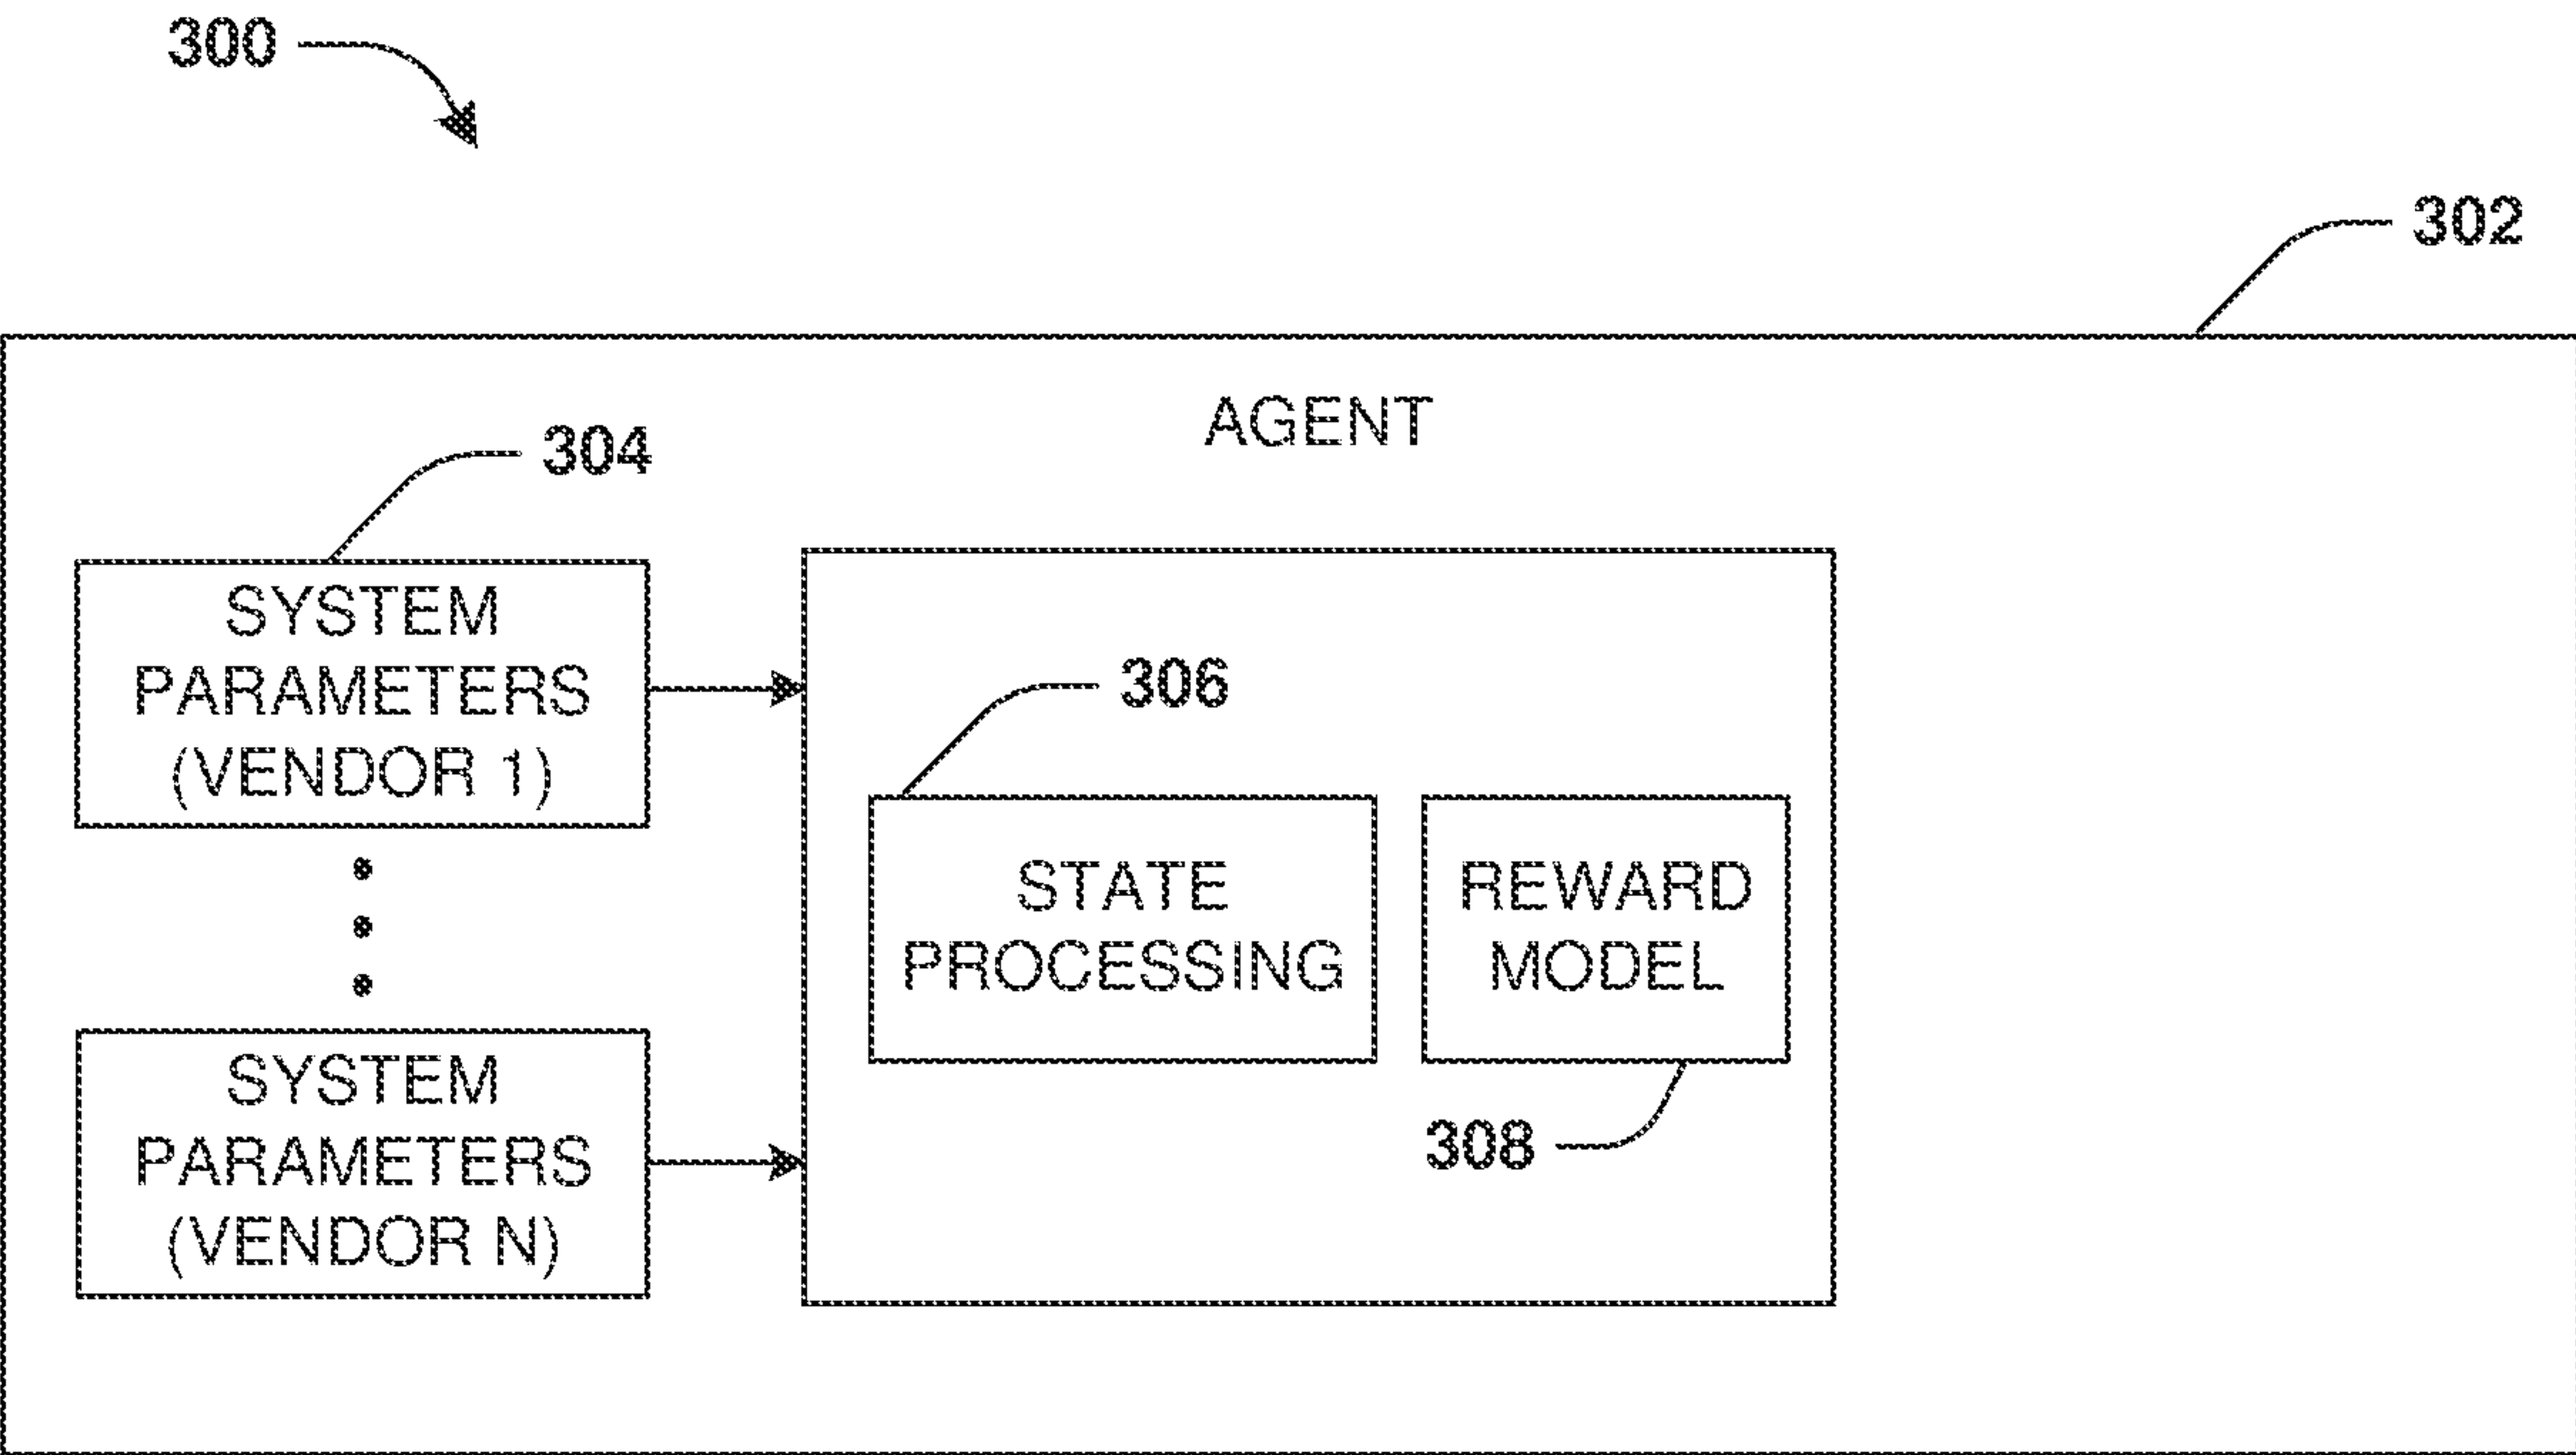 300
302
AGENT
304
SYSTEM
PARAMETERS
(VENDOR 1)
306
STATE
PROCESSING
REWARD
MODEL
308
SYSTEM
PARAMETERS
(VENDOR N)